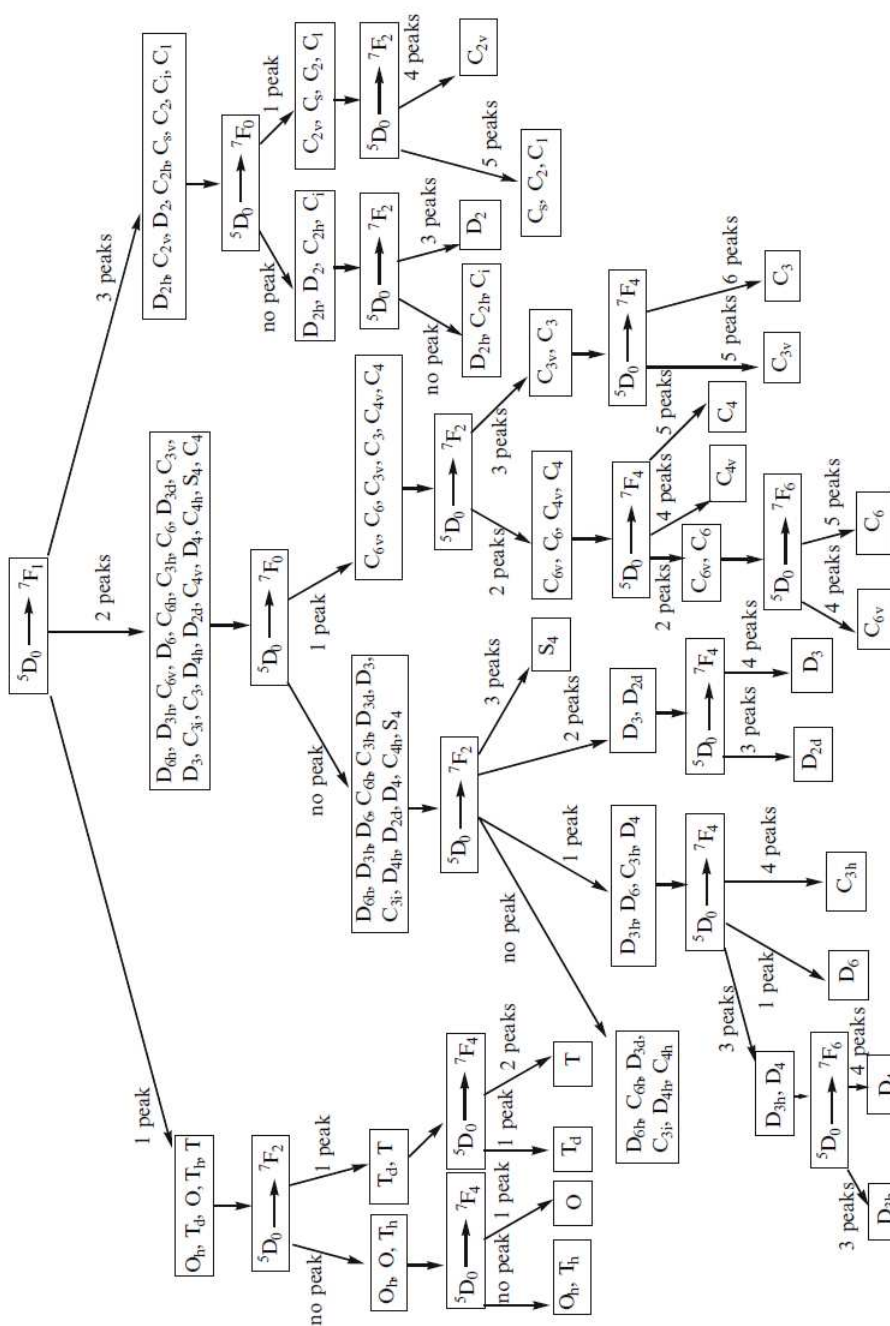 5D0 → 7F1
1 peak
2 peaks
3 peaks
Oh, Td, O, Th, T
D6h, D3h, C6v, D6, C6h, C3h, C6, D3d, C3v,
D3, C3i, C3, D4h, D2d, C4v, D4, C4h, S4, C4
D2h, C2v, D2, C2h, Cs, C2, Ci, C1
5D0 → 7F2
5D0 → 7F0
5D0 → 7F0
no peak
1 peak
no peak
1 peak
no peak
1 peak
Oh, O, Th
Td, T
D6h, D3h, D6, C6h, C3h, D3d, D3,
C3i, D4h, D2d, D4, C4h, S4
C6v, C6, C3v, C3, C4v, C4
D2h, D2, C2h, Ci
C2v, Cs, C2, C1
5D0 → 7F4
5D0 → 7F4
5D0 → 7F2
5D0 → 7F2
5D0 → 7F2
5D0 → 7F2
no peak
1 peak
1 peak
2 peaks
no peak
1 peak
2 peaks
3 peaks
2 peaks
3 peaks
no peak
3 peaks
5 peaks
4 peaks
Oh, Th
O
Td
T
D6h, C6h, D3d,
C3i, D4h, C4h
D3h, D6, C3h, D4
D3, D2d
S4
C6v, C6, C4v, C4
C3v, C3
D2h, C2h, Ci
D2
Cs, C2, C1
C2v
5D0 → 7F4
5D0 → 7F4
5D0 → 7F4
5D0 → 7F4
3 peaks
1 peak
4 peaks
3 peaks
4 peaks
2 peaks
4 peaks
5 peaks
5 peaks
6 peaks
D3h, D4
D6
C3h
D2d
D3
C6v, C6
C4v
C4
C3v
C3
5D0 → 7F6
5D0 → 7F6
3 peaks
4 peaks
4 peaks
5 peaks
C6v
C6